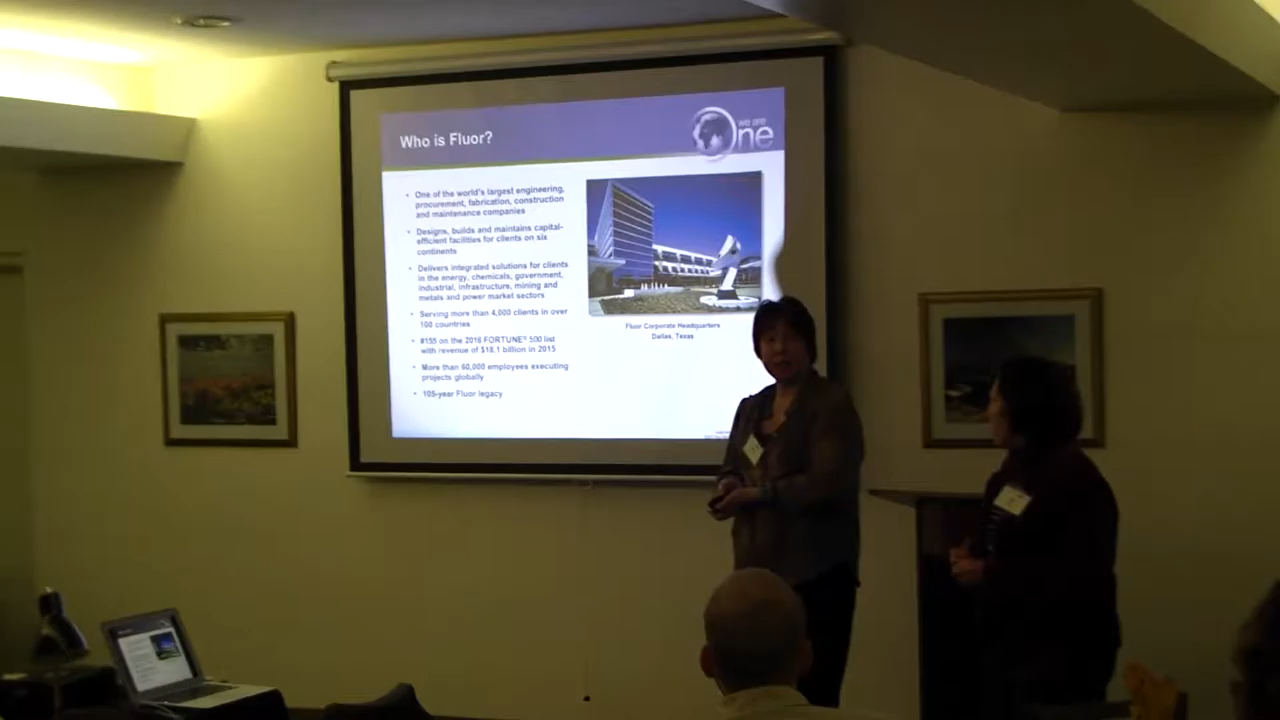 Who is Fluor?
we are
One
• One of the world's largest engineering,
procurement, fabrication, construction
and maintenance companies
• Designs, builds and maintains capital-
efficient facilities for clients on six
continents
• Delivers integrated solutions for clients
in the energy, chemicals, government,
industrial, infrastructure, mining and
metals and power market sectors
• Serving more than 4,000 clients in over
100 countries
• #155 on the 2016 FORTUNE® 500 list
with revenue of $18.1 billion in 2015
• More than 60,000 employees executing
projects globally
• 105-year Fluor legacy
Fluor Corporate Headquarters
Dallas, Texas